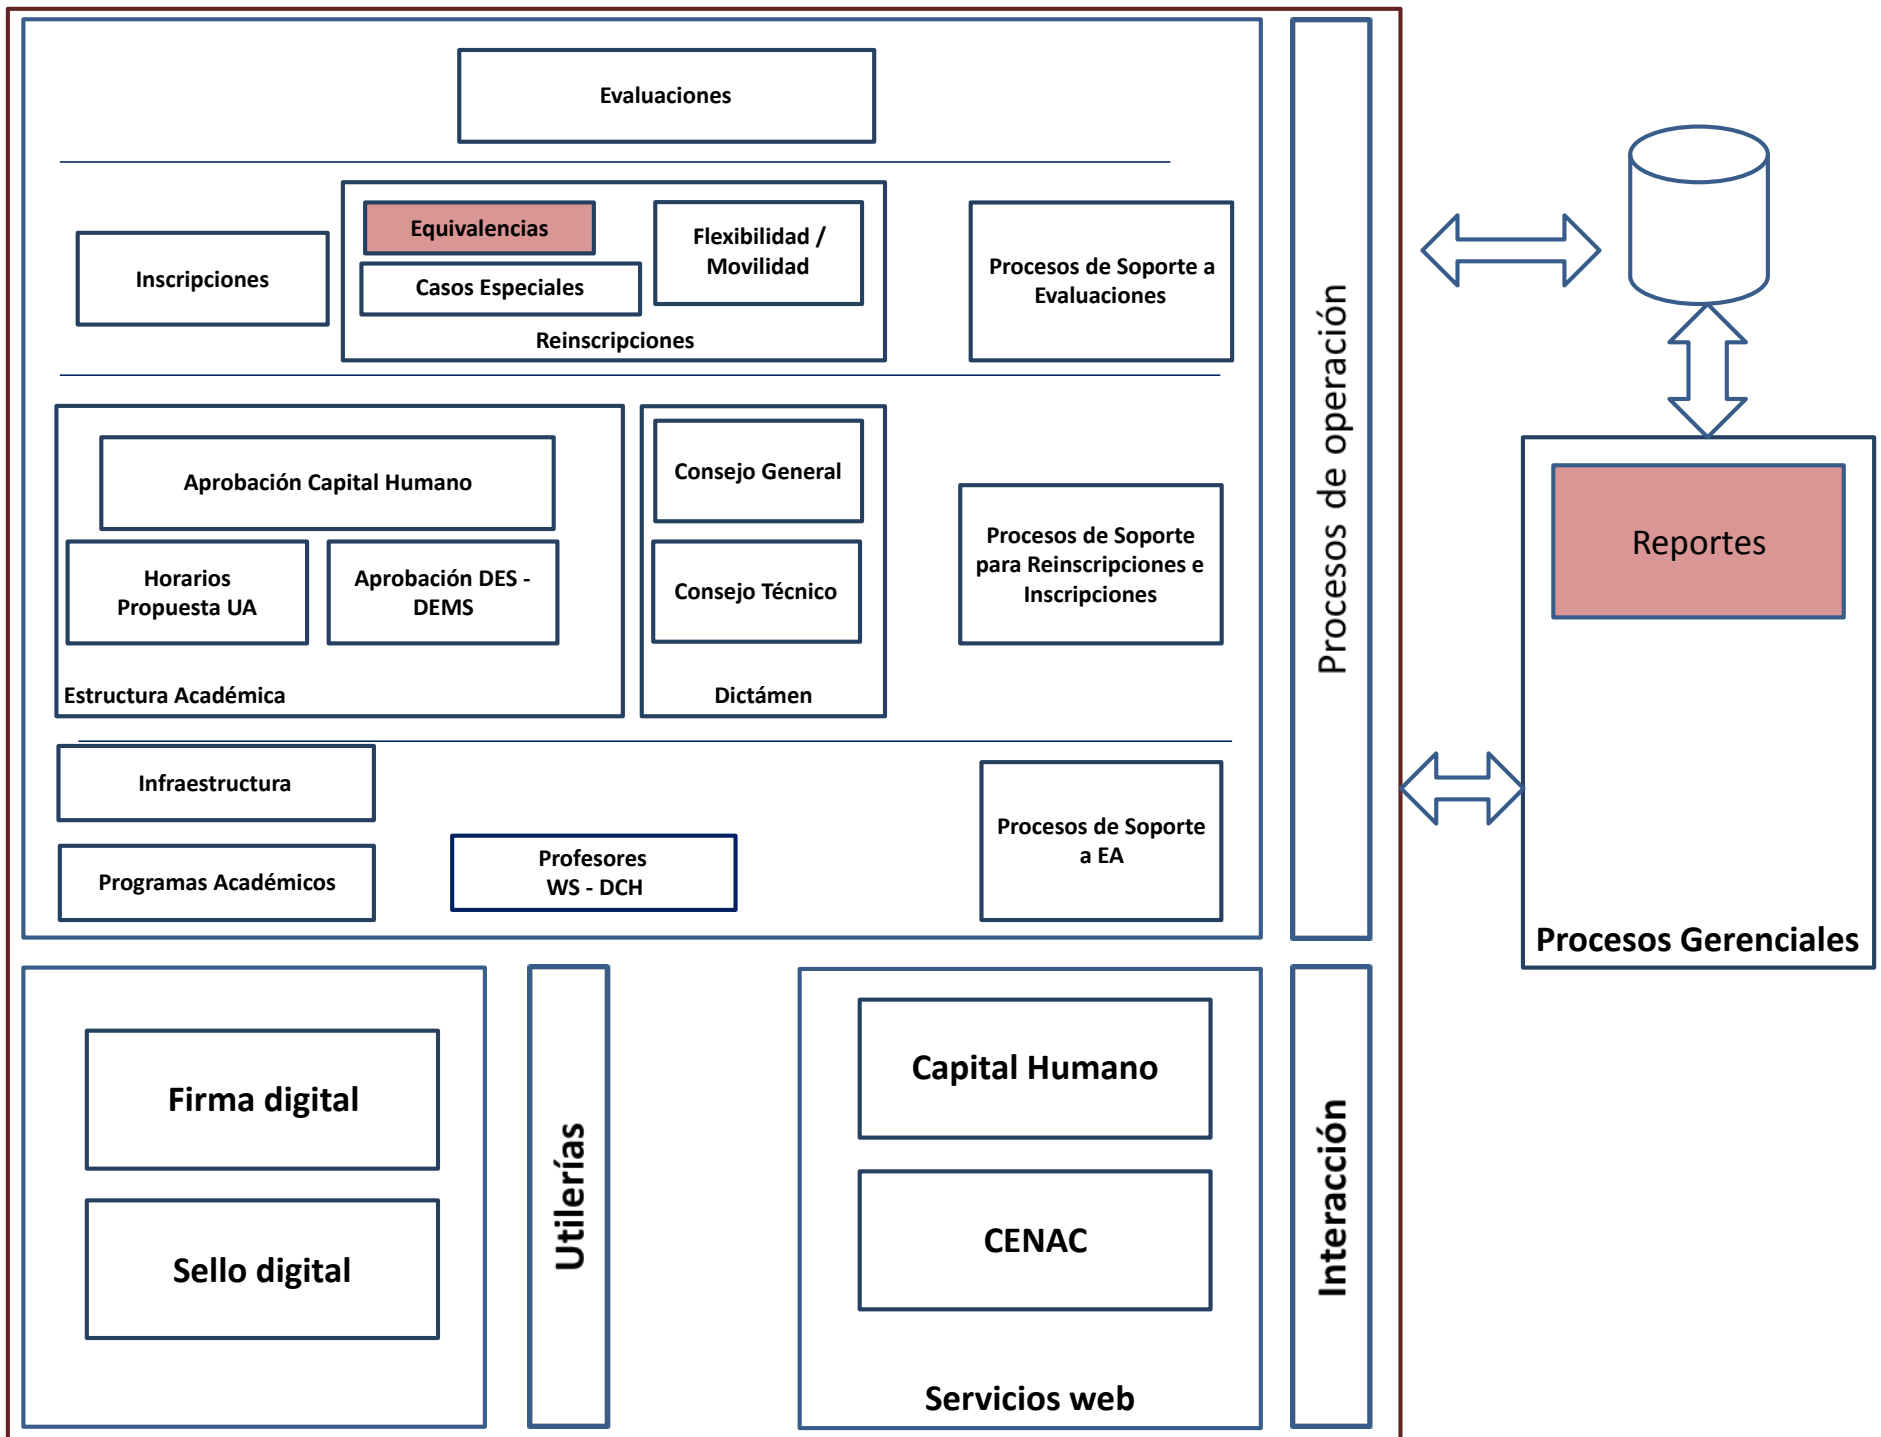 Evaluaciones
Equivalencias
Flexibilidad /
Movilidad
Inscripciones
Casos Especiales
Reinscripciones
Procesos de Soporte a
Evaluaciones
Aprobación Capital Humano
Horarios
Propuesta UA
Aprobación DES -
DEMS
Estructura Académica
Consejo General
Consejo Técnico
Dictámen
Procesos de Soporte
para Reinscripciones e
Inscripciones
Infraestructura
Programas Académicos
Profesores
WS - DCH
Procesos de Soporte
a EA
Procesos de operación
Reportes
Procesos Gerenciales
Firma digital
Sello digital
Utilerías
Capital Humano
CENAC
Servicios web
Interacción